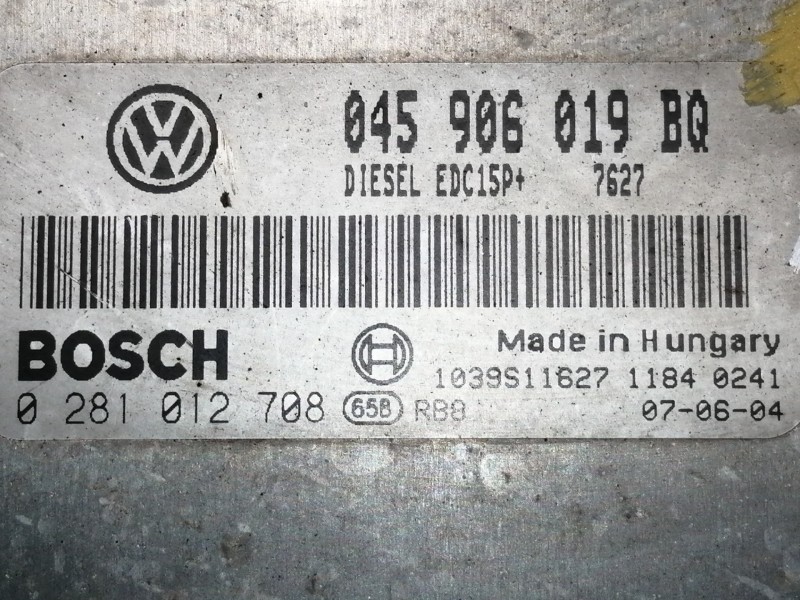 045 906 019 BQ
DIESEL EDC15P+ 7627
BOSCH
Made in Hungary
1039S11627 1184 0241
0 281 012 708 65B RB8 07-06-04